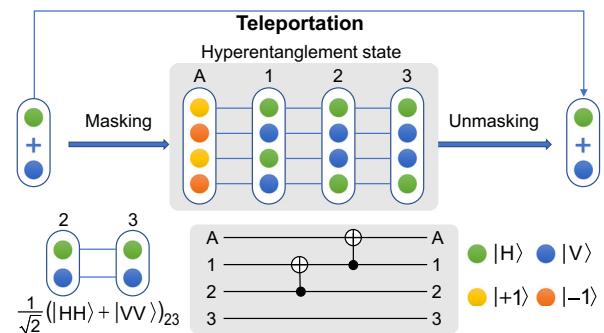 Teleportation
Hyperentanglement state
A 1 2 3
Masking
Unmasking
2 3
1/√2 (|HH⟩ + |VV⟩)₂₃
A A
1 1
2 2
3 3
|H⟩ |V⟩
|+1⟩ |−1⟩